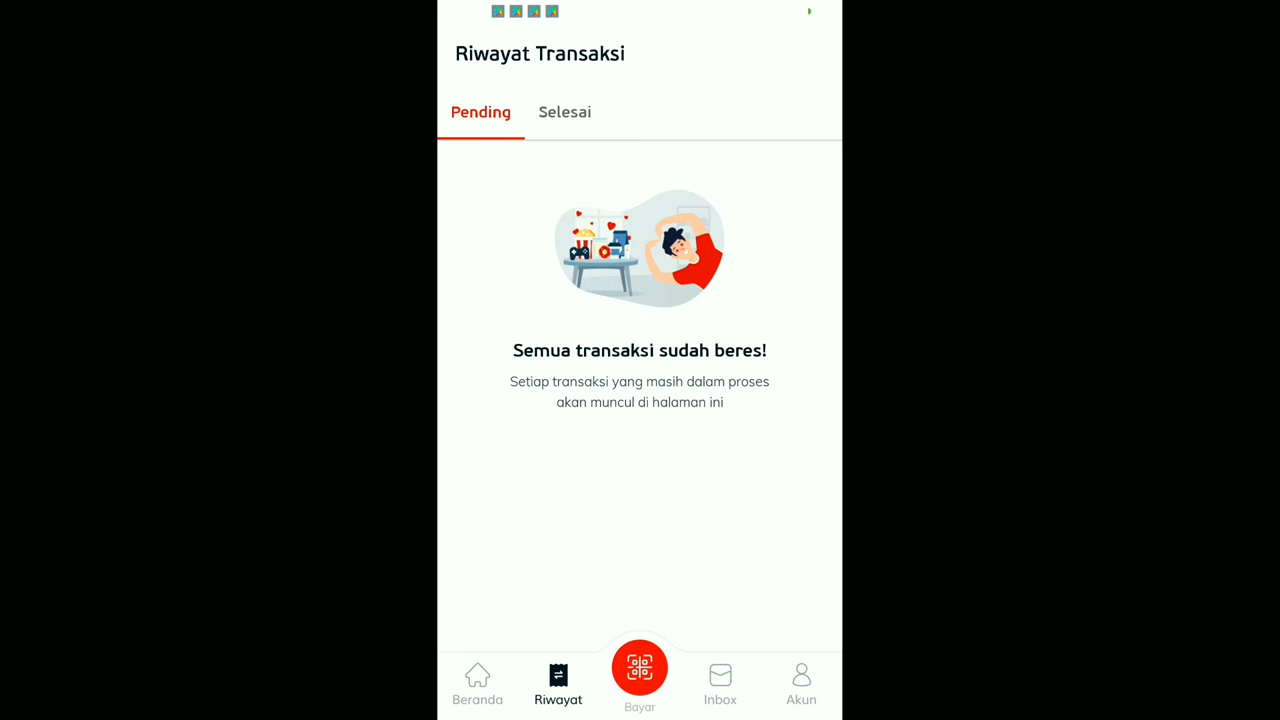 Riwayat Transaksi
Pending
Selesai
Semua transaksi sudah beres!
Setiap transaksi yang masih dalam proses
akan muncul di halaman ini
Beranda
Riwayat
Bayar
Inbox
Akun